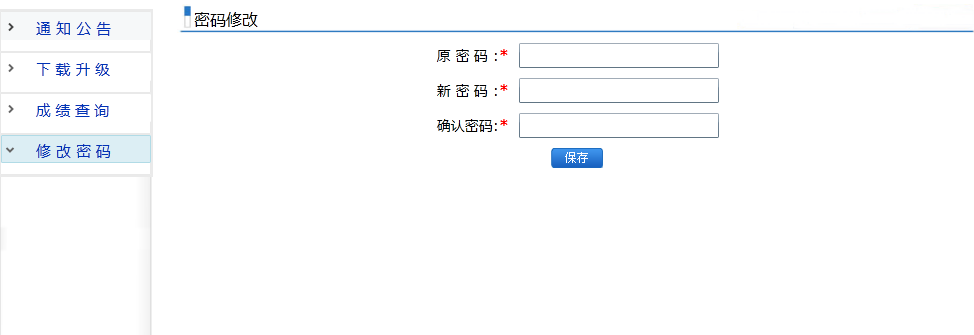 通知公告
下载升级
成绩查询
修改密码
密码修改
原 密 码 :*
新 密 码 :*
确认密码:*
保存